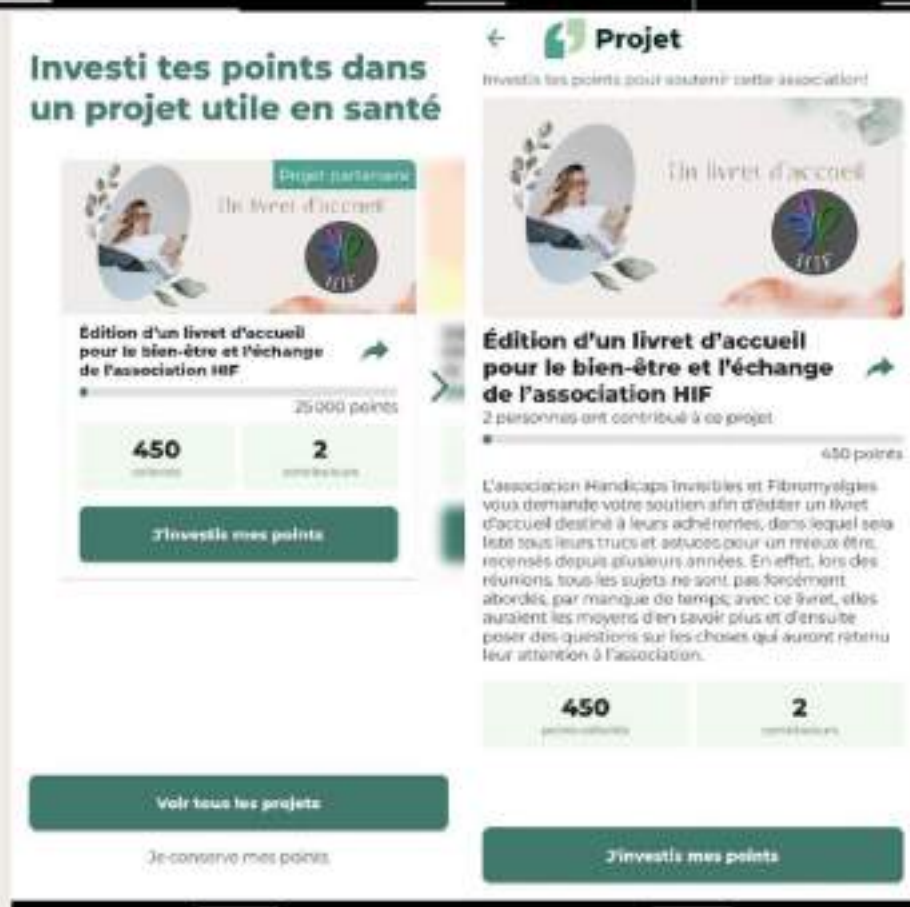 Investi tes points dans
un projet utile en santé
Projet partenaire
Un livret d'accueil
HIF
Édition d'un livret d'accueil
pour le bien-être et l'échange
de l'association HIF
25 000 points
450
2
collectés
contributeurs
J'investis mes points
Voir tous les projets
Je conserve mes points
Projet
Investis tes points pour soutenir cette association!
Un livret d'accueil
HIF
Édition d'un livret d'accueil
pour le bien-être et l'échange
de l'association HIF
2 personnes ont contribué à ce projet
450 points
L'association Handicaps Invisibles et Fibromyalgies
vous demande votre soutien afin d'éditer un livret
d'accueil destiné à leurs adhérentes, dans lequel sera
listé tous leurs trucs et astuces pour un mieux être,
recensés depuis plusieurs années. En effet, lors des
réunions, tous les sujets ne sont pas forcément
abordés, par manque de temps; avec ce livret, elles
auraient les moyens d'en savoir plus et d'ensuite
poser des questions sur les choses qui auront retenu
leur attention à l'association.
450
2
points collectés
contributeurs
J'investis mes points